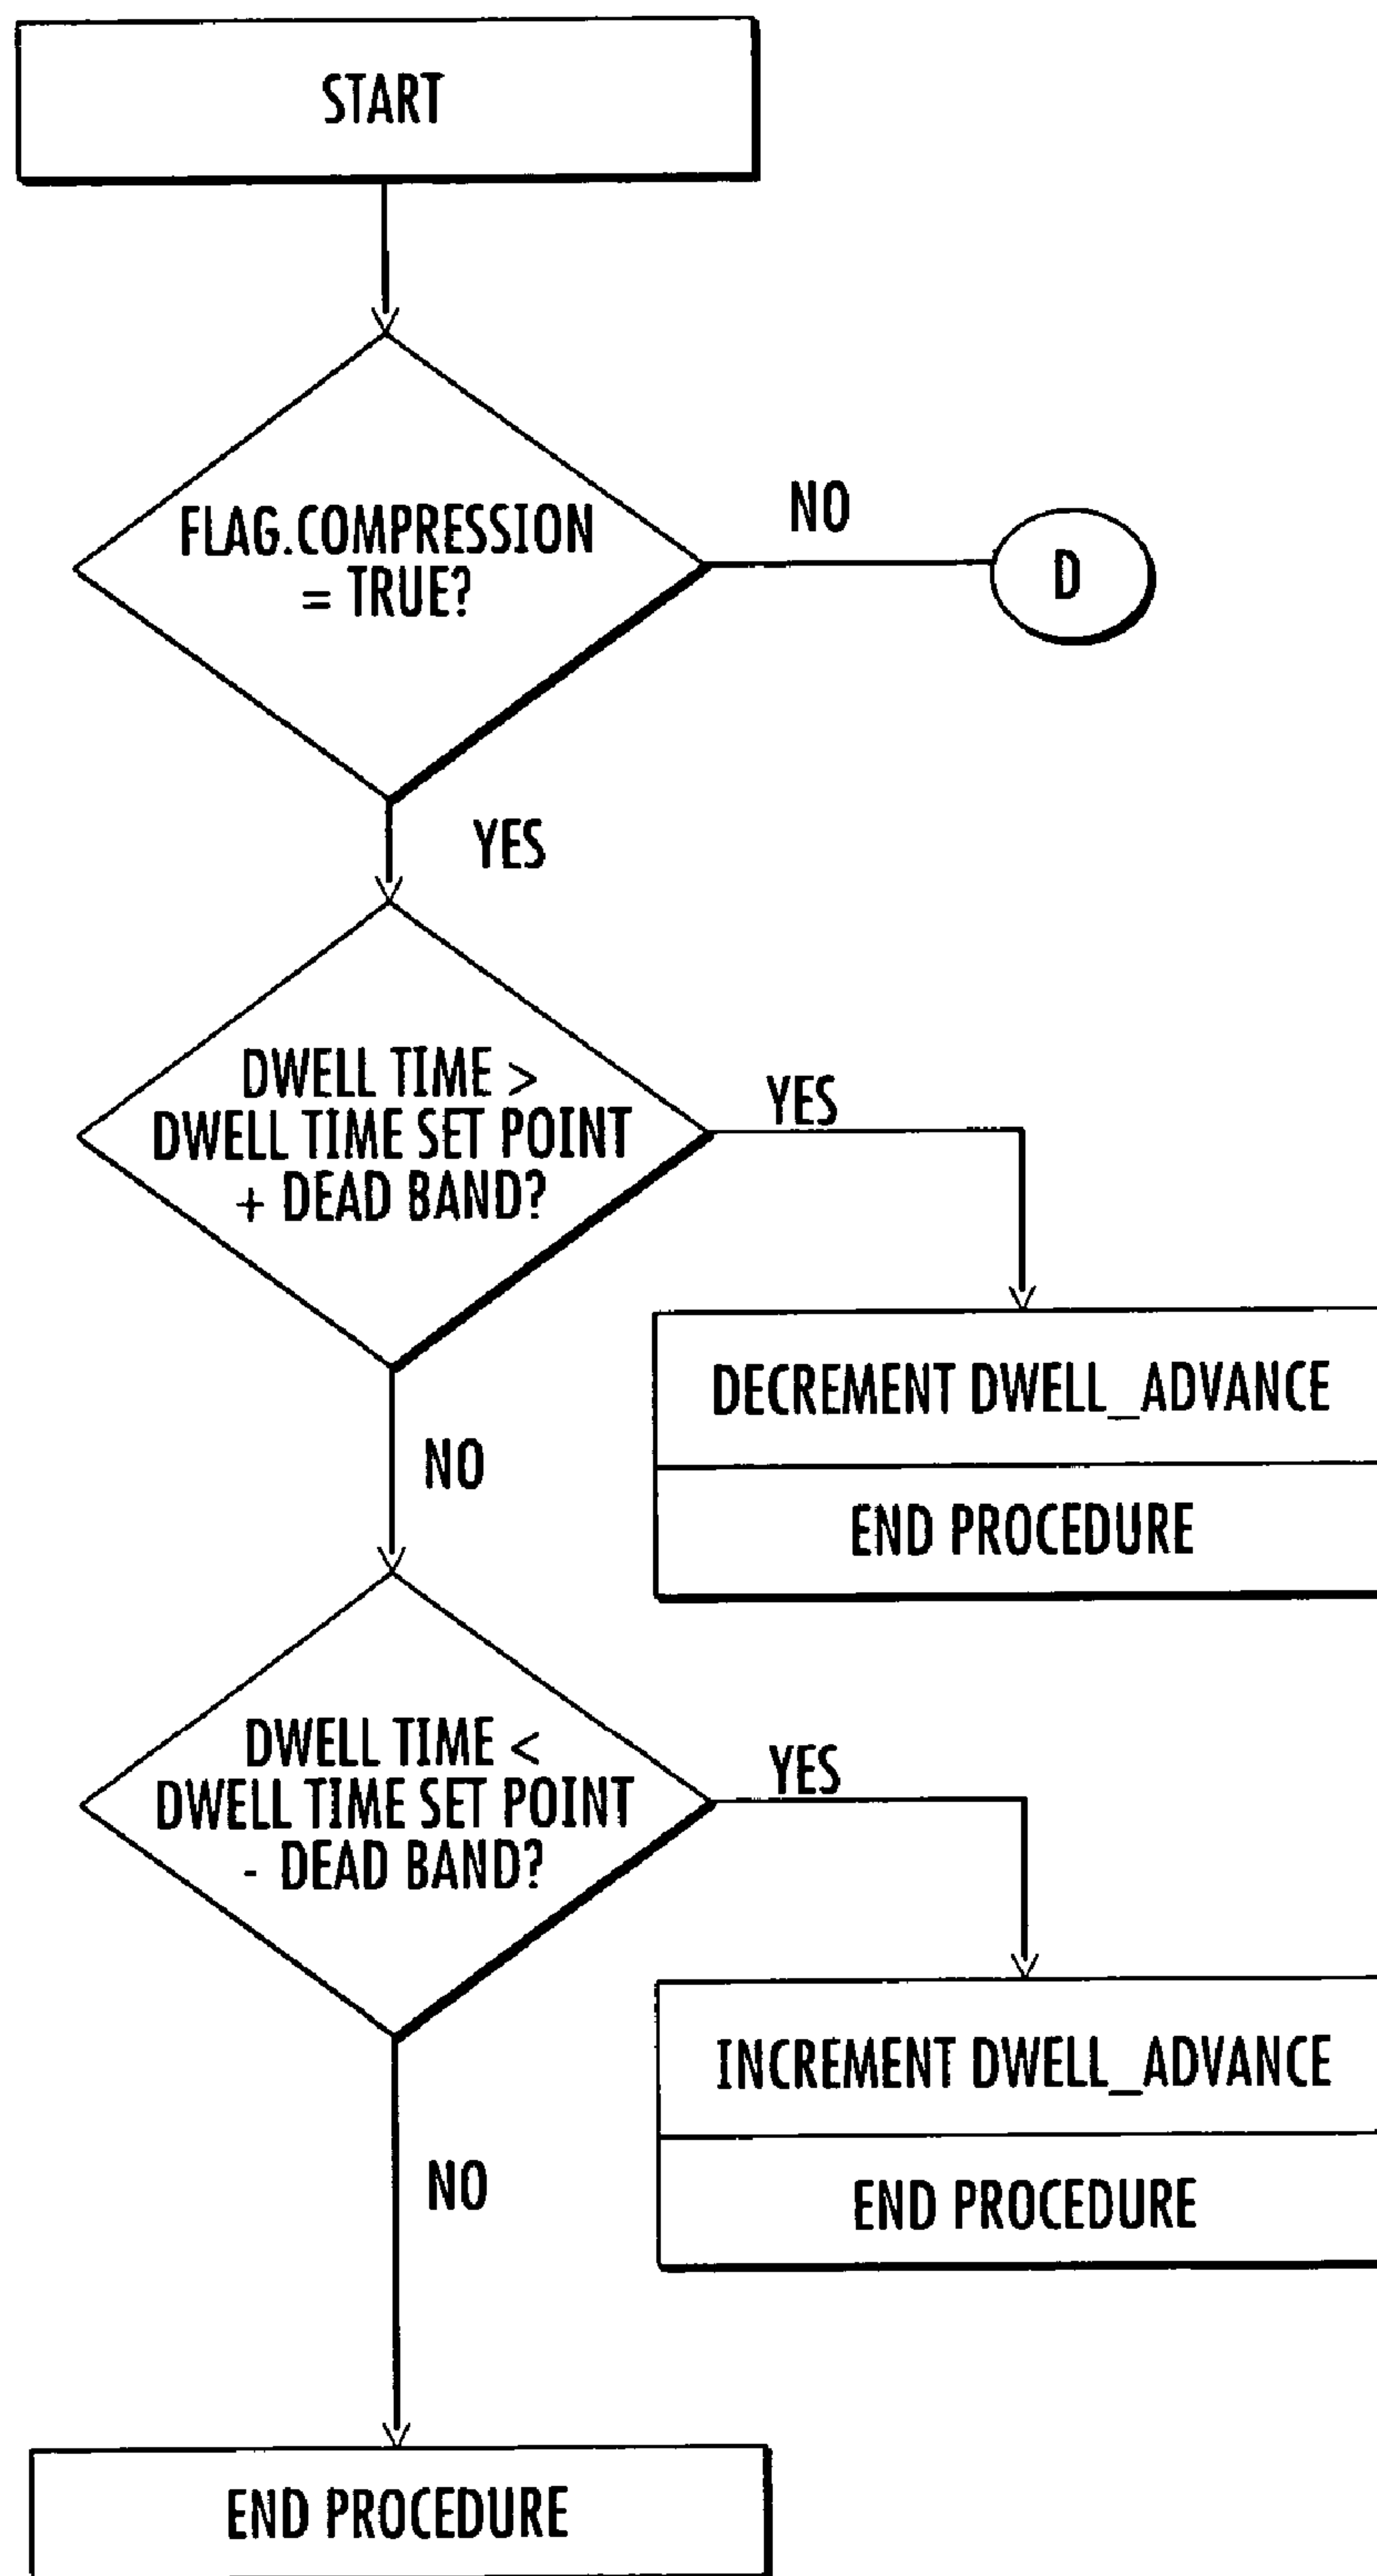 START
FLAG.COMPRESSION
= TRUE?
NO
D
YES
DWELL TIME >
DWELL TIME SET POINT
+ DEAD BAND?
YES
DECREMENT DWELL_ADVANCE
END PROCEDURE
NO
DWELL TIME <
DWELL TIME SET POINT
- DEAD BAND?
YES
INCREMENT DWELL_ADVANCE
END PROCEDURE
NO
END PROCEDURE